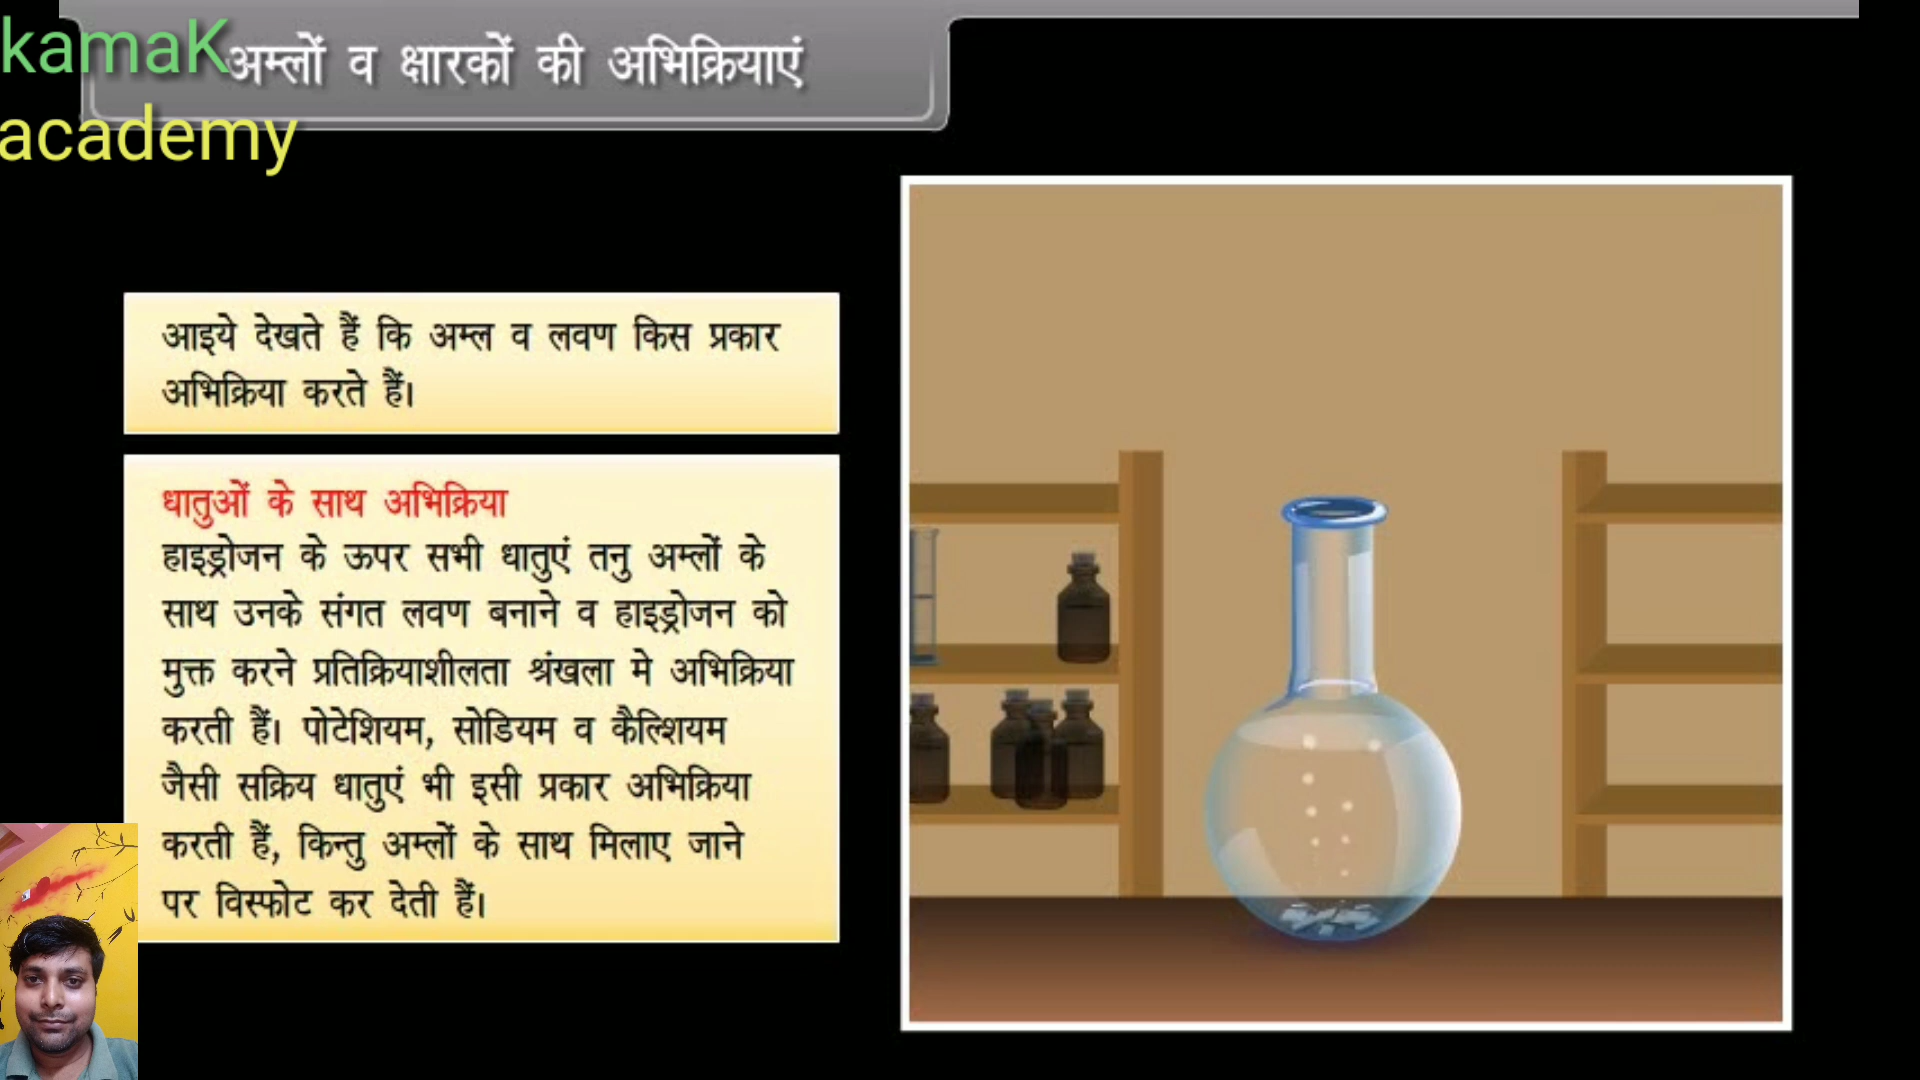 kamaK
academy
अम्लों व क्षारकों की अभिक्रियाएं
आइये देखते हैं कि अम्ल व लवण किस प्रकार
अभिक्रिया करते हैं।
धातुओं के साथ अभिक्रिया
हाइड्रोजन के ऊपर सभी धातुएं तनु अम्लों के
साथ उनके संगत लवण बनाने व हाइड्रोजन को
मुक्त करने प्रतिक्रियाशीलता श्रंखला मे अभिक्रिया
करती हैं। पोटेशियम, सोडियम व कैल्शियम
जैसी सक्रिय धातुएं भी इसी प्रकार अभिक्रिया
करती हैं, किन्तु अम्लों के साथ मिलाए जाने
पर विस्फोट कर देती हैं।